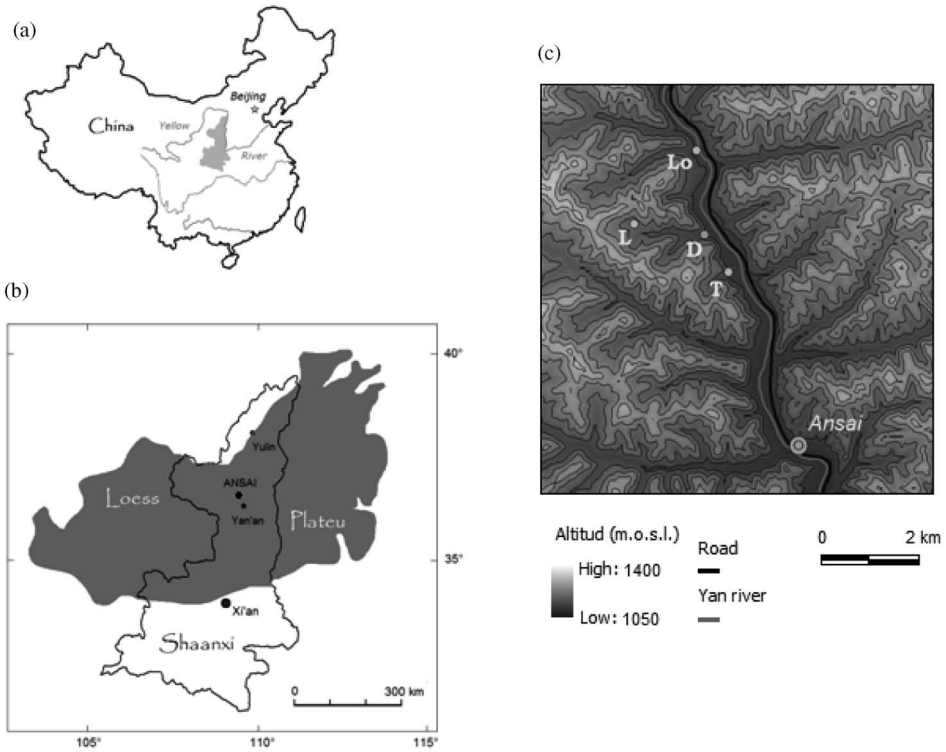 (a)
Beijing
China
Yellow
River
(b)
40°
Yulin
ANSAI
Loess
Yan'an
Plateu
35°
Xi'an
Shaanxi
0 300 km
105° 110° 115°
(c)
Lo
L
D
T
Ansai
Altitud (m.o.s.l.)
High: 1400
Low: 1050
Road
Yan river
0 2 km